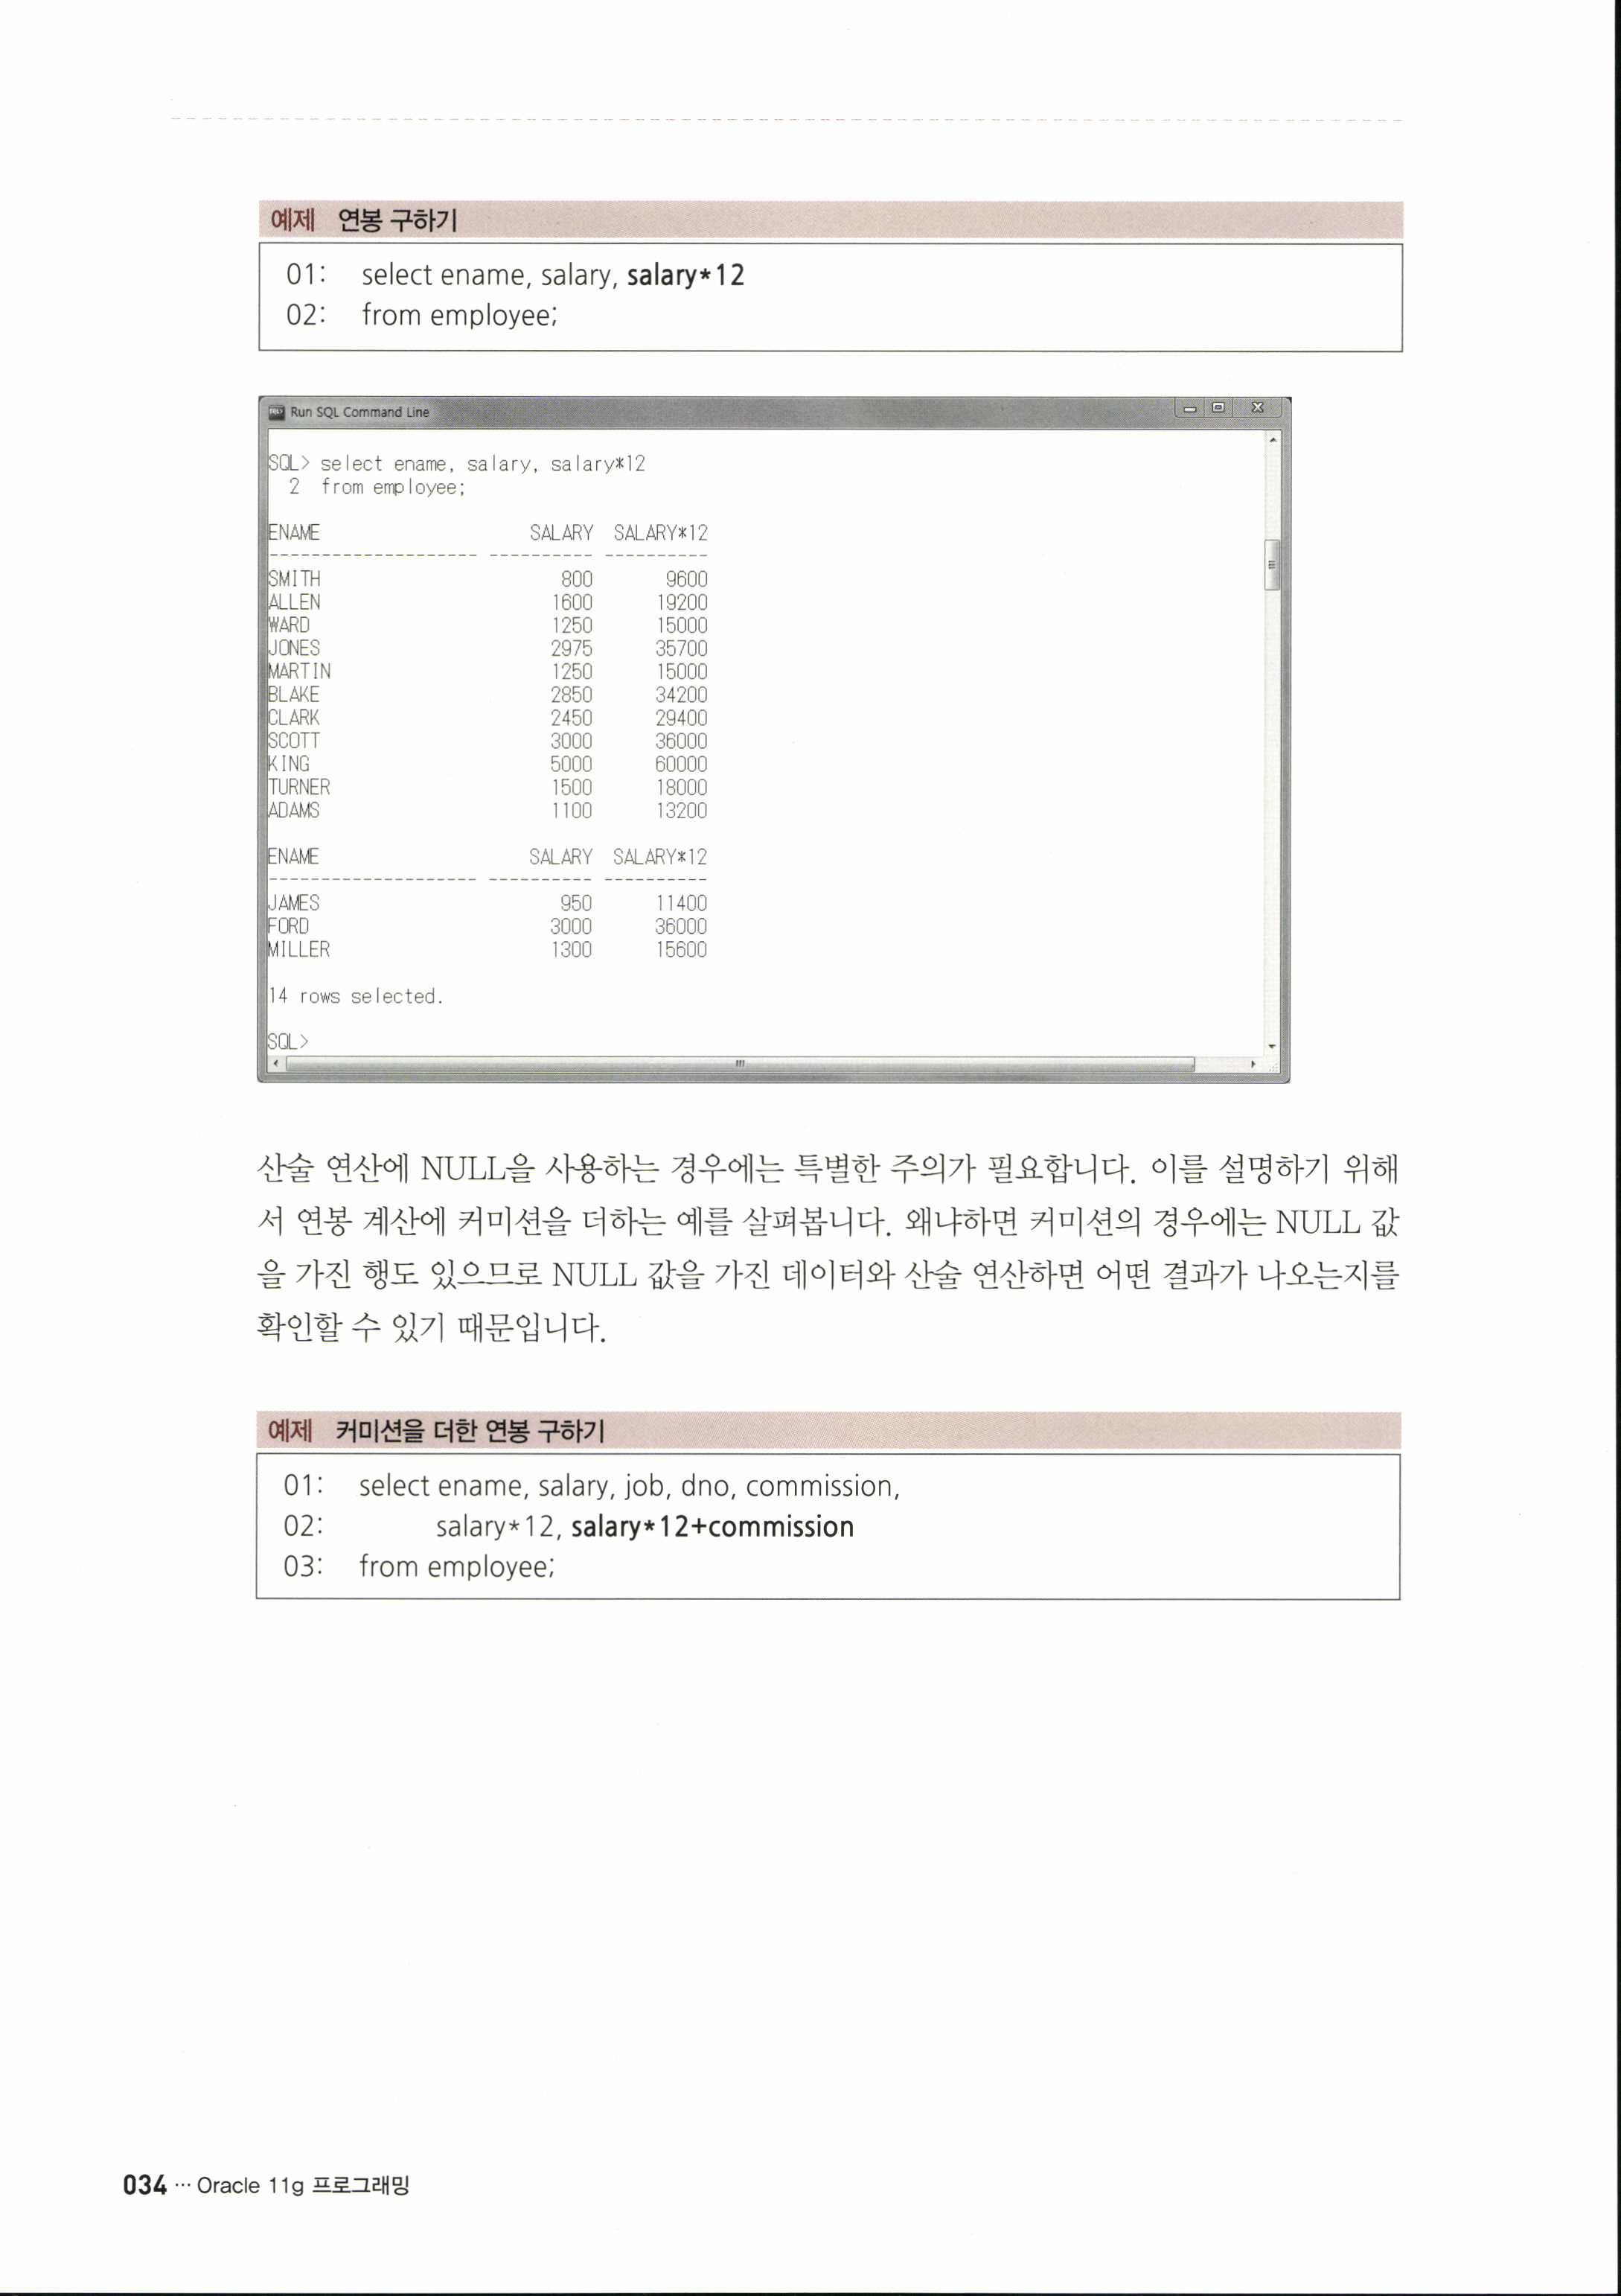 예제 연봉 구하기
01: select ename, salary, salary*12
02: from employee;
Run SQL Command Line
SQL> select ename, salary, salary*12
2 from employee;
ENAME SALARY SALARY*12
-------------------- ---------- ----------
SMITH 800 9600
ALLEN 1600 19200
WARD 1250 15000
JONES 2975 35700
MARTIN 1250 15000
BLAKE 2850 34200
CLARK 2450 29400
SCOTT 3000 36000
KING 5000 60000
TURNER 1500 18000
ADAMS 1100 13200
ENAME SALARY SALARY*12
-------------------- ---------- ----------
JAMES 950 11400
FORD 3000 36000
MILLER 1300 15600
14 rows selected.
SQL>
산술 연산에 NULL을 사용하는 경우에는 특별한 주의가 필요합니다. 이를 설명하기 위해
서 연봉 계산에 커미션을 더하는 예를 살펴봅니다. 왜냐하면 커미션의 경우에는 NULL 값
을 가진 행도 있으므로 NULL 값을 가진 데이터와 산술 연산하면 어떤 결과가 나오는지를
확인할 수 있기 때문입니다.
예제 커미션을 더한 연봉 구하기
01: select ename, salary, job, dno, commission,
02: salary*12, salary*12+commission
03: from employee;
034 ··· Oracle 11g 프로그래밍